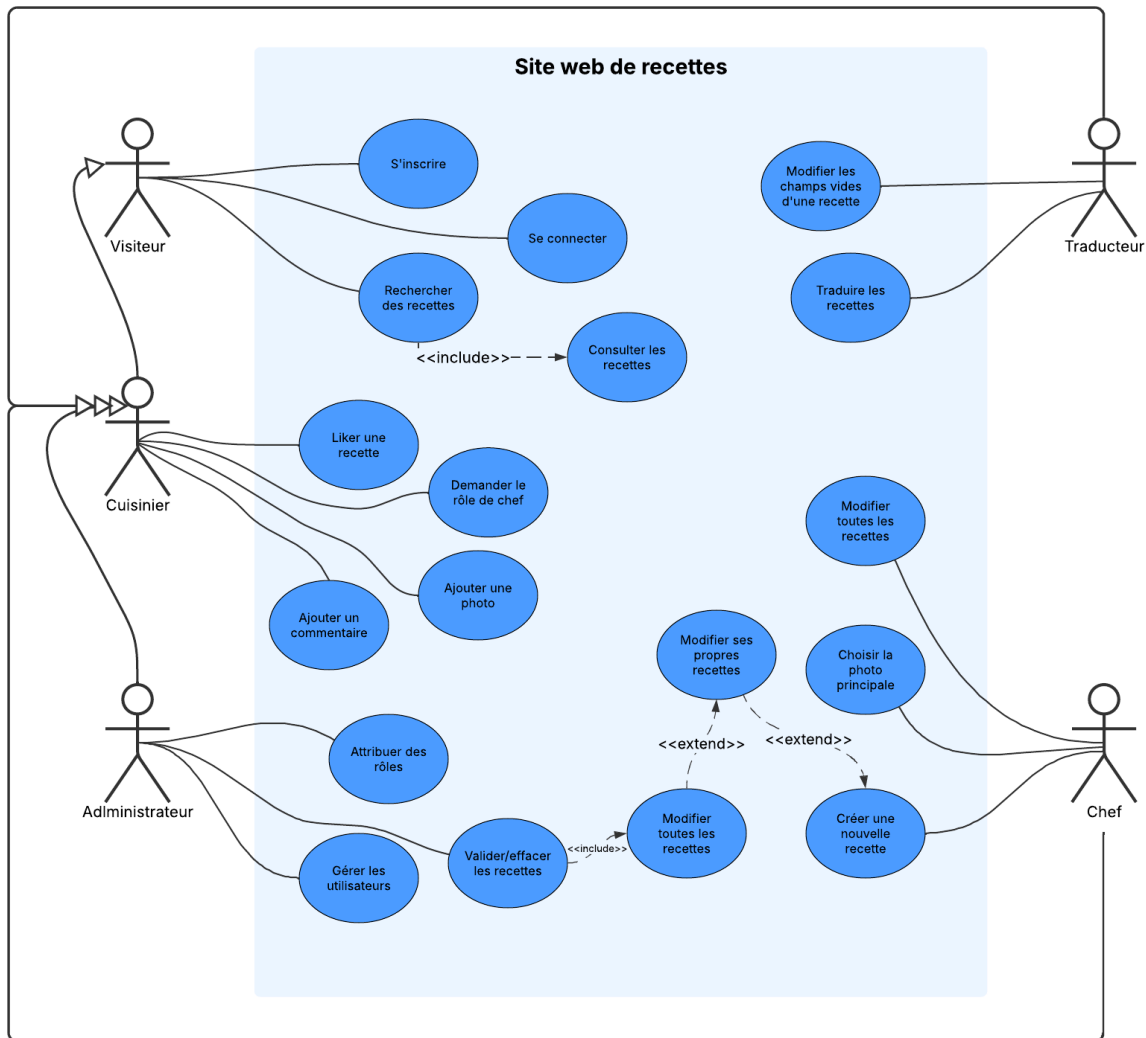 Site web de recettes
S'inscrire
Modifier les
champs vides
d'une recette
Visiteur
Se connecter
Traducteur
Rechercher
des recettes
Traduire les
recettes
<<include>>
Consulter les
recettes
Liker une
recette
Demander le
rôle de chef
Cuisinier
Modifier
toutes les
recettes
Ajouter une
photo
Ajouter un
commentaire
Modifier ses
propres
recettes
Choisir la
photo
principale
Attribuer des
rôles
<<extend>>
<<extend>>
Adlministrateur
Chef
Modifier
toutes les
recettes
Créer une
nouvelle
recette
Valider/effacer
les recettes
<<include>>
Gérer les
utilisateurs